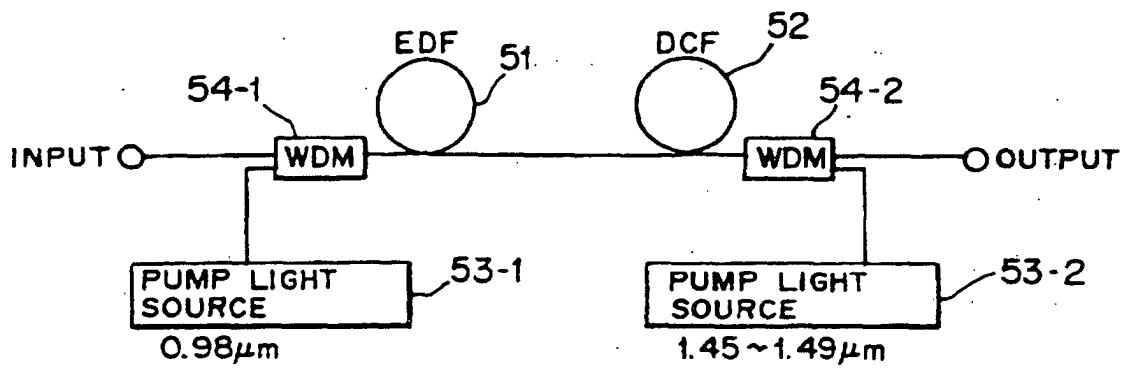 EDF
51
DCF
52
54-1
54-2
INPUT
WDM
WDM
OUTPUT
PUMP LIGHT
SOURCE
53-1
PUMP LIGHT
SOURCE
53-2
0.98μm
1.45~1.49μm